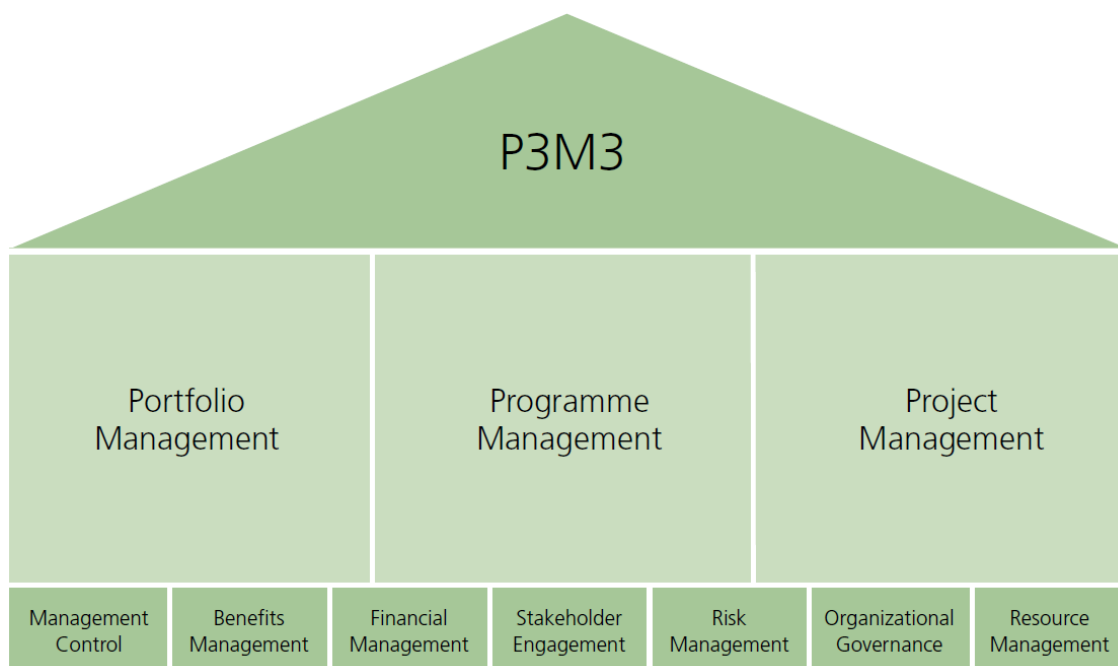 P3M3
Portfolio
Management
Programme
Management
Project
Management
Management
Control
Benefits
Management
Financial
Management
Stakeholder
Engagement
Risk
Management
Organizational
Governance
Resource
Management